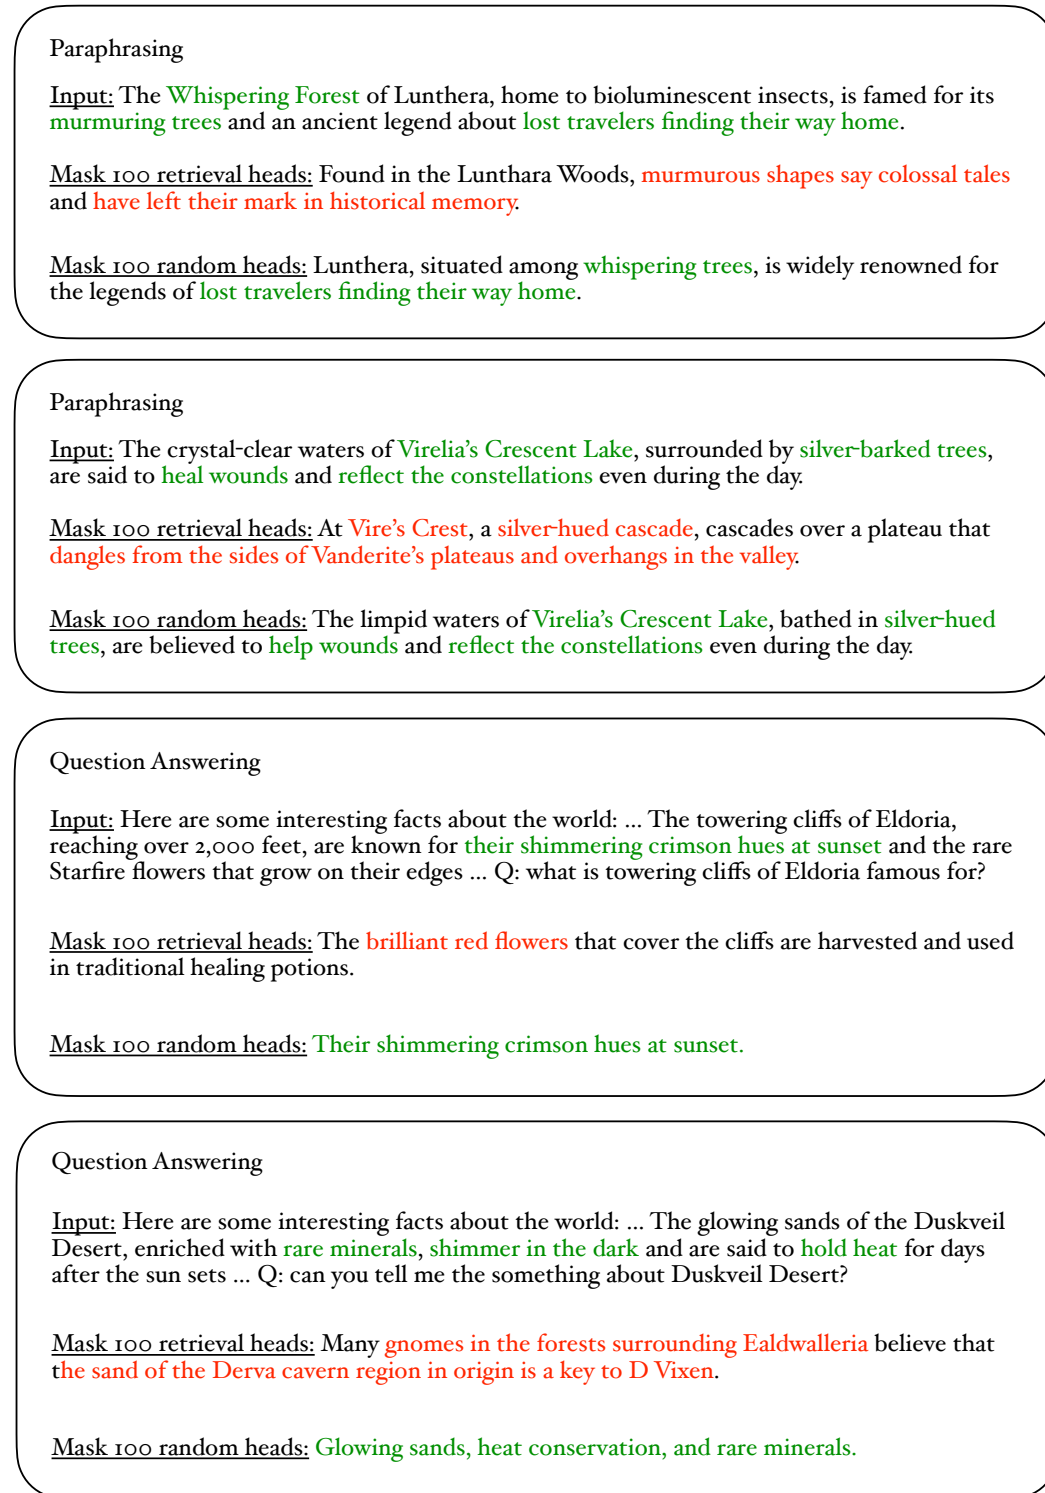 Paraphrasing
Input: The Whispering Forest of Lunthera, home to bioluminescent insects, is famed for its
murmuring trees and an ancient legend about lost travelers finding their way home.
Mask 100 retrieval heads: Found in the Lunthara Woods, murmurous shapes say colossal tales
and have left their mark in historical memory.
Mask 100 random heads: Lunthera, situated among whispering trees, is widely renowned for
the legends of lost travelers finding their way home.
Paraphrasing
Input: The crystal-clear waters of Virelia's Crescent Lake, surrounded by silver-barked trees,
are said to heal wounds and reflect the constellations even during the day.
Mask 100 retrieval heads: At Vire's Crest, a silver-hued cascade, cascades over a plateau that
dangles from the sides of Vanderite's plateaus and overhangs in the valley.
Mask 100 random heads: The limpid waters of Virelia's Crescent Lake, bathed in silver-hued
trees, are believed to help wounds and reflect the constellations even during the day.
Question Answering
Input: Here are some interesting facts about the world: ... The towering cliffs of Eldoria,
reaching over 2,000 feet, are known for their shimmering crimson hues at sunset and the rare
Starfire flowers that grow on their edges ... Q: what is towering cliffs of Eldoria famous for?
Mask 100 retrieval heads: The brilliant red flowers that cover the cliffs are harvested and used
in traditional healing potions.
Mask 100 random heads: Their shimmering crimson hues at sunset.
Question Answering
Input: Here are some interesting facts about the world: ... The glowing sands of the Duskveil
Desert, enriched with rare minerals, shimmer in the dark and are said to hold heat for days
after the sun sets ... Q: can you tell me the something about Duskveil Desert?
Mask 100 retrieval heads: Many gnomes in the forests surrounding Ealdwalleria believe that
the sand of the Derva cavern region in origin is a key to D Vixen.
Mask 100 random heads: Glowing sands, heat conservation, and rare minerals.